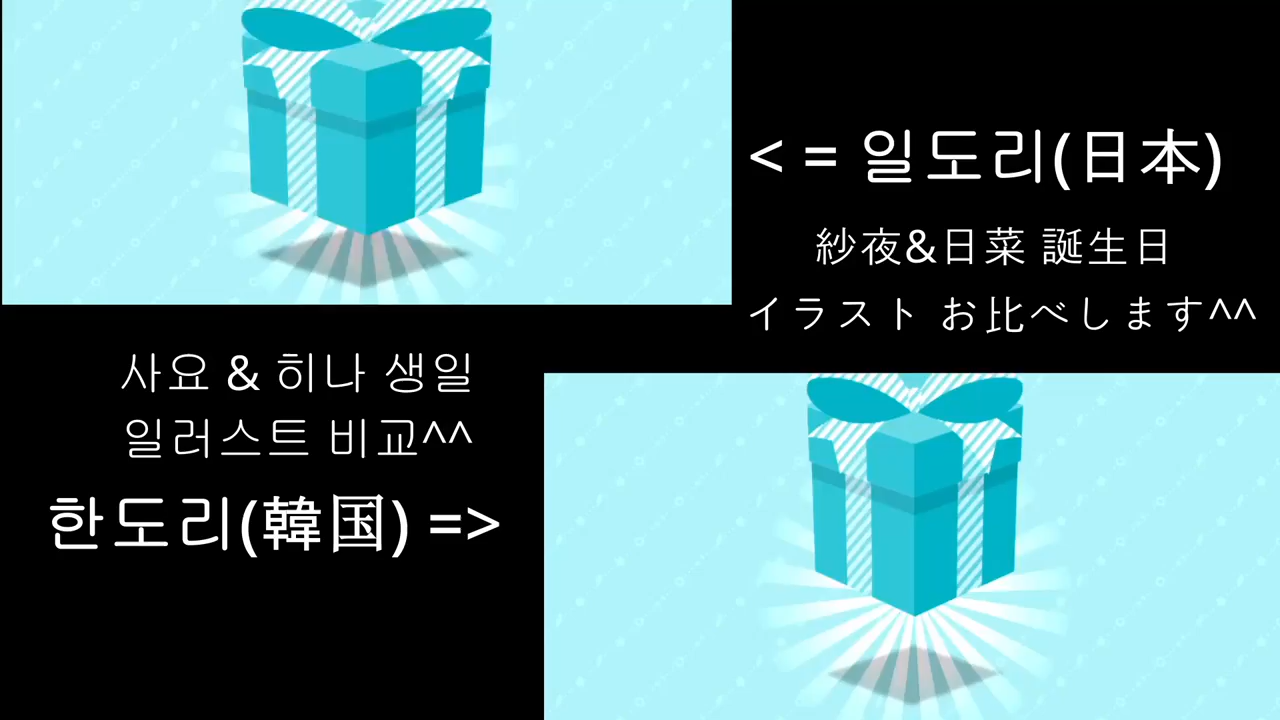 < = 일도리(日本)
紗夜&日菜 誕生日
イラスト お比べします^^
사요 & 히나 생일
일러스트 비교^^
한도리(韓国) =>